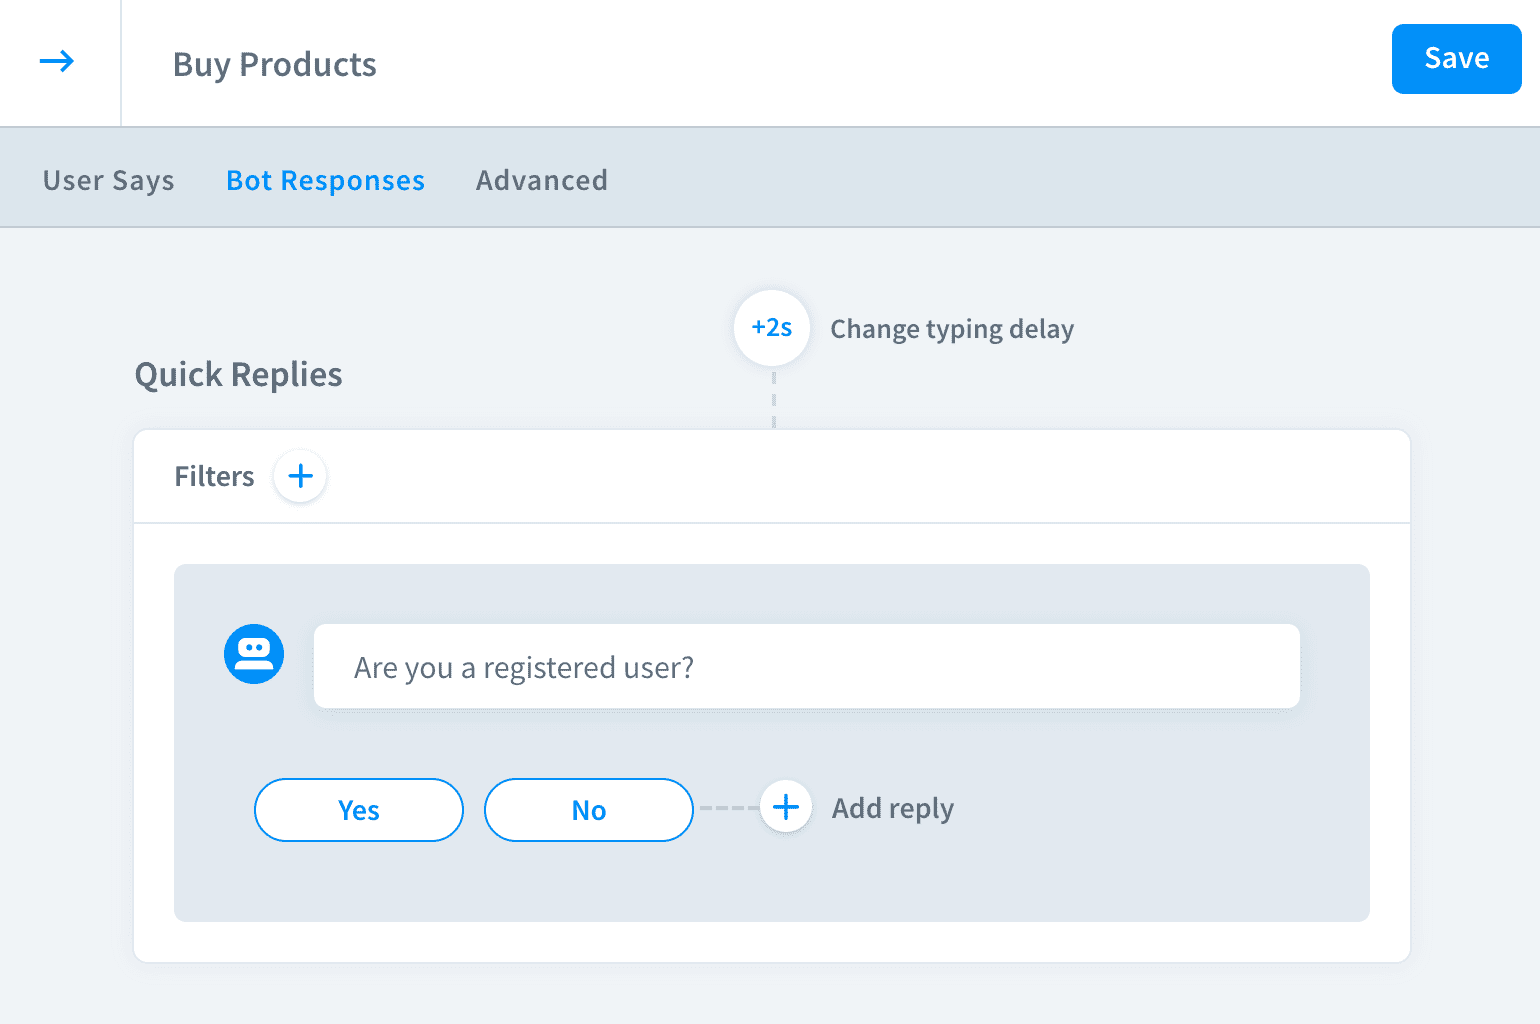 Buy Products
Save
User Says
Bot Responses
Advanced
+2s
Change typing delay
Quick Replies
Filters
Are you a registered user?
Yes
No
Add reply